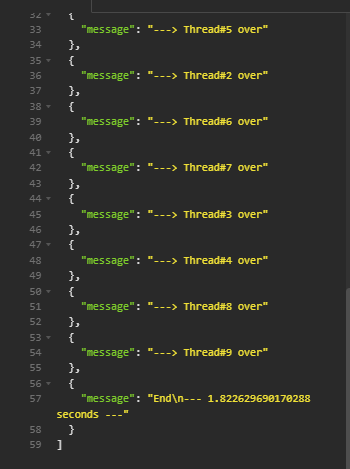 32 {
33 "message": "---> Thread#5 over"
34 },
35 {
36 "message": "---> Thread#2 over"
37 },
38 {
39 "message": "---> Thread#6 over"
40 },
41 {
42 "message": "---> Thread#7 over"
43 },
44 {
45 "message": "---> Thread#3 over"
46 },
47 {
48 "message": "---> Thread#4 over"
49 },
50 {
51 "message": "---> Thread#8 over"
52 },
53 {
54 "message": "---> Thread#9 over"
55 },
56 {
57 "message": "End\n--- 1.822629690170288
seconds ---"
58 }
59 ]